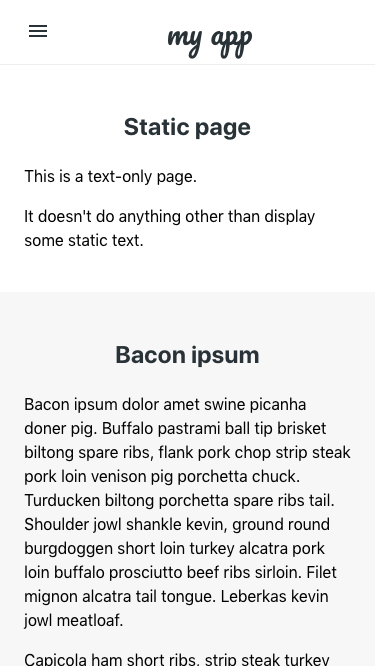 my app
Static page
This is a text-only page.
It doesn't do anything other than display
some static text.
Bacon ipsum
Bacon ipsum dolor amet swine picanha
doner pig. Buffalo pastrami ball tip brisket
biltong spare ribs, flank pork chop strip steak
pork loin venison pig porchetta chuck.
Turducken biltong porchetta spare ribs tail.
Shoulder jowl shankle kevin, ground round
burgdoggen short loin turkey alcatra pork
loin buffalo prosciutto beef ribs sirloin. Filet
mignon alcatra tail tongue. Leberkas kevin
jowl meatloaf.
Capicola ham short ribs, strip steak turkey